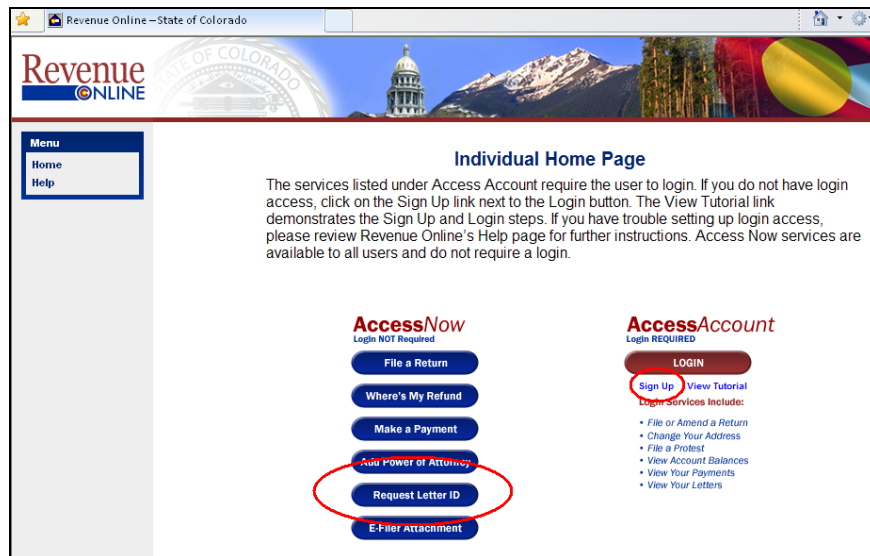 Revenue Online –State of Colorado
STATE OF COLORADO
Revenue
ONLINE
Menu
Home
Help
Individual Home Page
The services listed under Access Account require the user to login. If you do not have login
access, click on the Sign Up link next to the Login button. The View Tutorial link
demonstrates the Sign Up and Login steps. If you have trouble setting up login access,
please review Revenue Online's Help page for further instructions. Access Now services are
available to all users and do not require a login.
AccessNow
Login NOT Required
File a Return
Where's My Refund
Make a Payment
Add Power of Attorney
Request Letter ID
E-Filer Attachment
AccessAccount
Login REQUIRED
LOGIN
Sign Up View Tutorial
Login Services Include:
• File or Amend a Return
• Change Your Address
• File a Protest
• View Account Balances
• View Your Payments
• View Your Letters